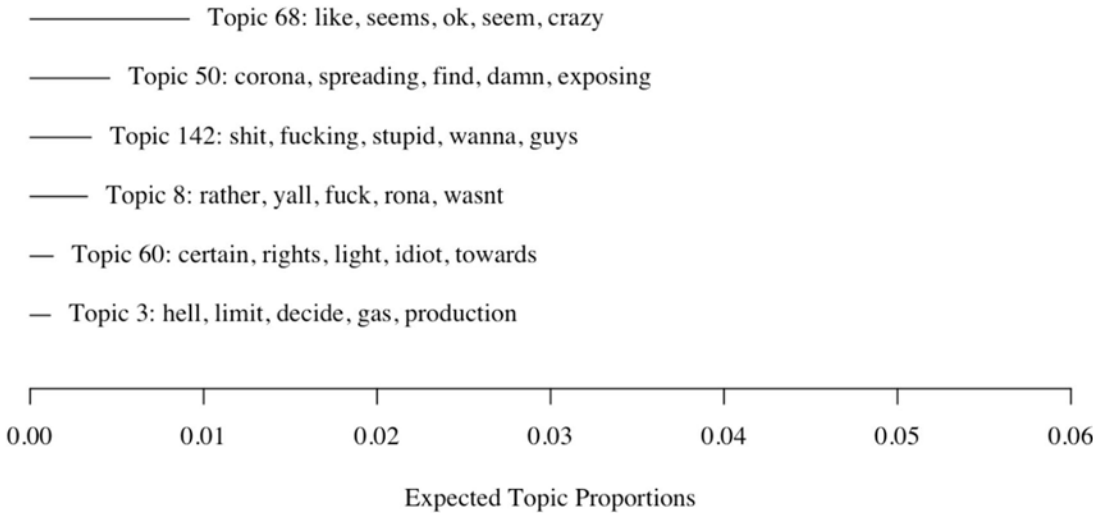 Topic 68: like, seems, ok, seem, crazy
Topic 50: corona, spreading, find, damn, exposing
Topic 142: shit, fucking, stupid, wanna, guys
Topic 8: rather, yall, fuck, rona, wasnt
Topic 60: certain, rights, light, idiot, towards
Topic 3: hell, limit, decide, gas, production
0.00 0.01 0.02 0.03 0.04 0.05 0.06
Expected Topic Proportions